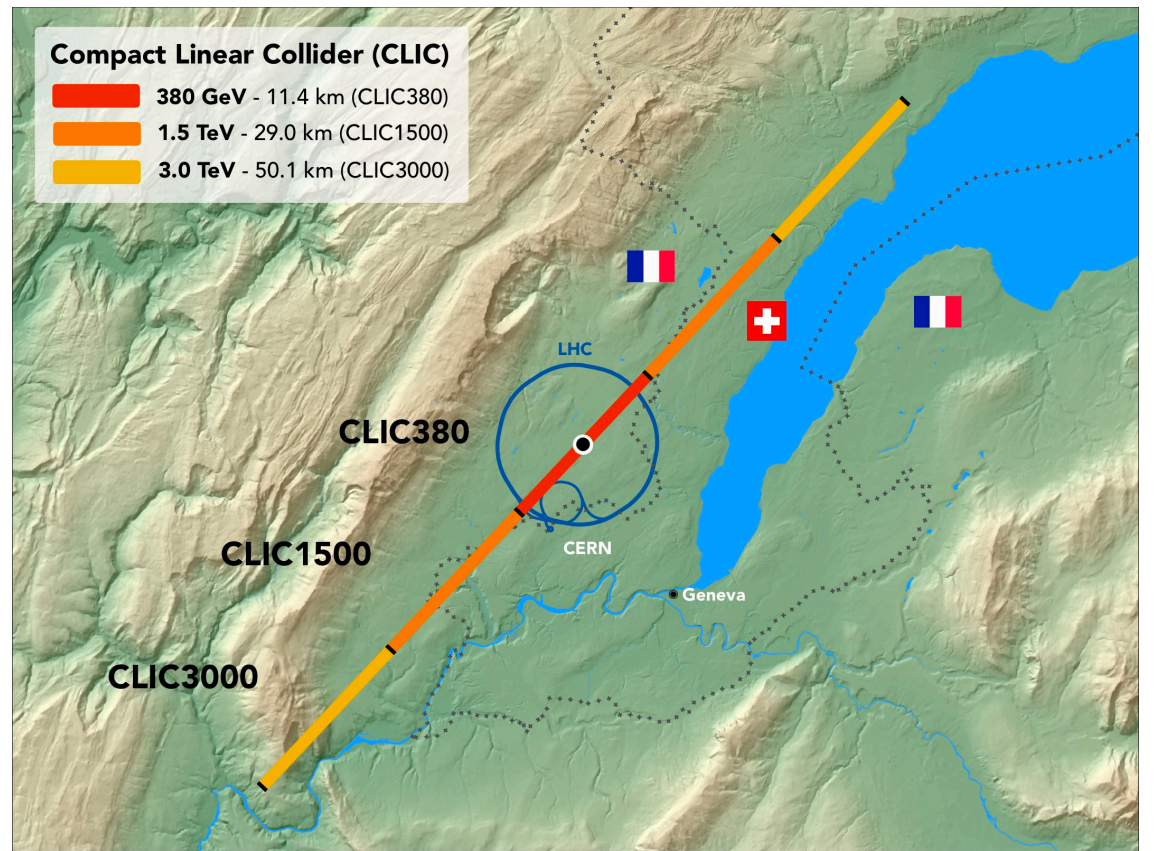 Compact Linear Collider (CLIC)
380 GeV - 11.4 km (CLIC380)
1.5 TeV - 29.0 km (CLIC1500)
3.0 TeV - 50.1 km (CLIC3000)
LHC
CLIC380
CLIC1500
CERN
Geneva
CLIC3000